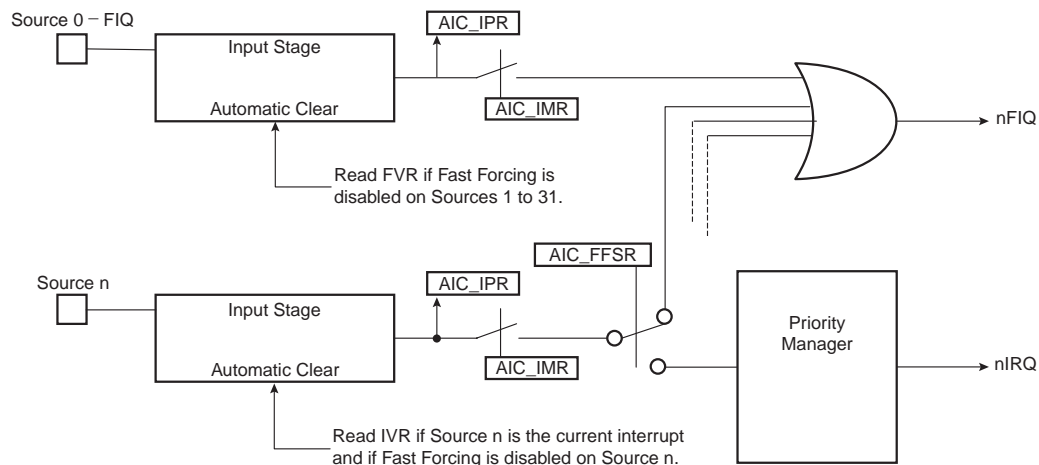 Source 0 – FIQ
AIC_IPR
Input Stage
Automatic Clear
AIC_IMR
nFIQ
Read FVR if Fast Forcing is
disabled on Sources 1 to 31.
AIC_FFSR
Source n
AIC_IPR
Input Stage
Priority
Manager
Automatic Clear
AIC_IMR
nIRQ
Read IVR if Source n is the current interrupt
and if Fast Forcing is disabled on Source n.